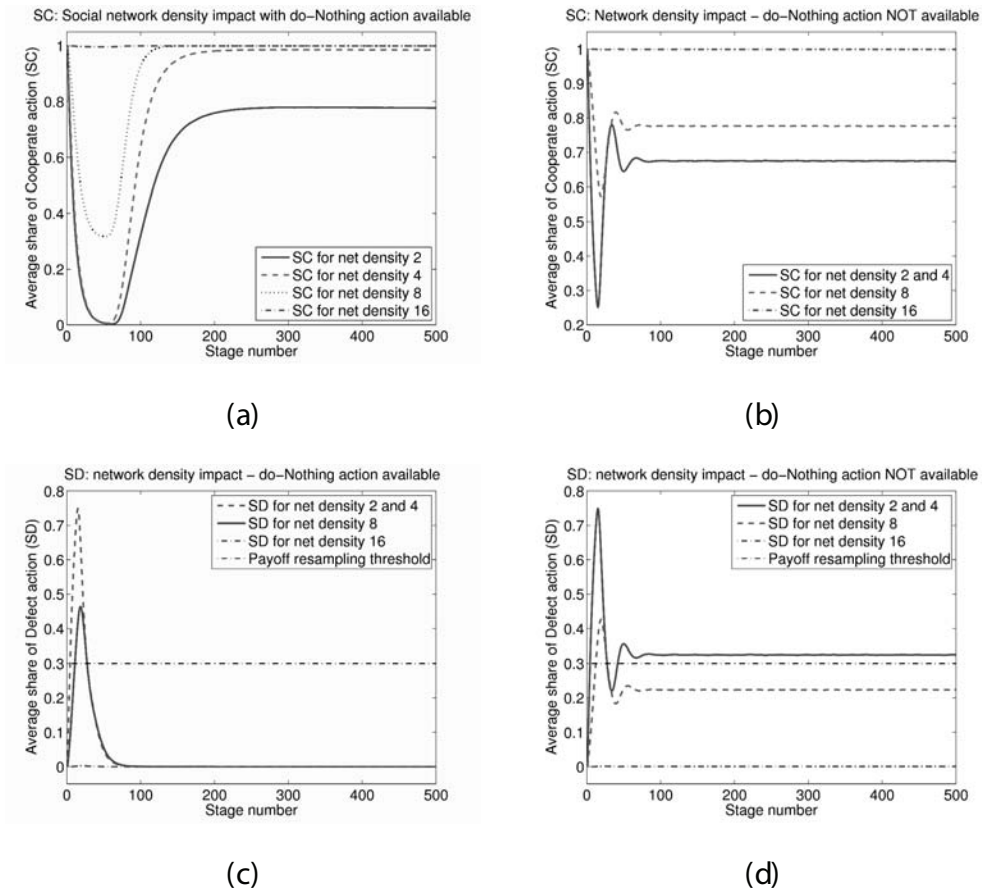 SC: Social network density impact with do−Nothing action available
Average share of Cooperate action (SC)
1
0.8
0.6
0.4
0.2
0
SC for net density 2
SC for net density 4
SC for net density 8
SC for net density 16
0 100 200 300 400 500
Stage number
(a)
SC: Network density impact − do−Nothing action NOT available
Average share of Cooperate action (SC)
1
0.9
0.8
0.7
0.6
0.5
0.4
0.3
0.2
SC for net density 2 and 4
SC for net density 8
SC for net density 16
0 100 200 300 400 500
Stage number
(b)
SD: network density impact − do−Nothing action available
Average share of Defect action (SD)
0.8
0.7
0.6
0.5
0.4
0.3
0.2
0.1
0
SD for net density 2 and 4
SD for net density 8
SD for net density 16
Payoff resampling threshold
0 100 200 300 400 500
Stage number
(c)
SD: network density impact − do−Nothing action NOT available
Average share of Defect action (SD)
0.8
0.7
0.6
0.5
0.4
0.3
0.2
0.1
0
SD for net density 2 and 4
SD for net density 8
SD for net density 16
Payoff resampling threshold
0 100 200 300 400 500
Stage number
(d)